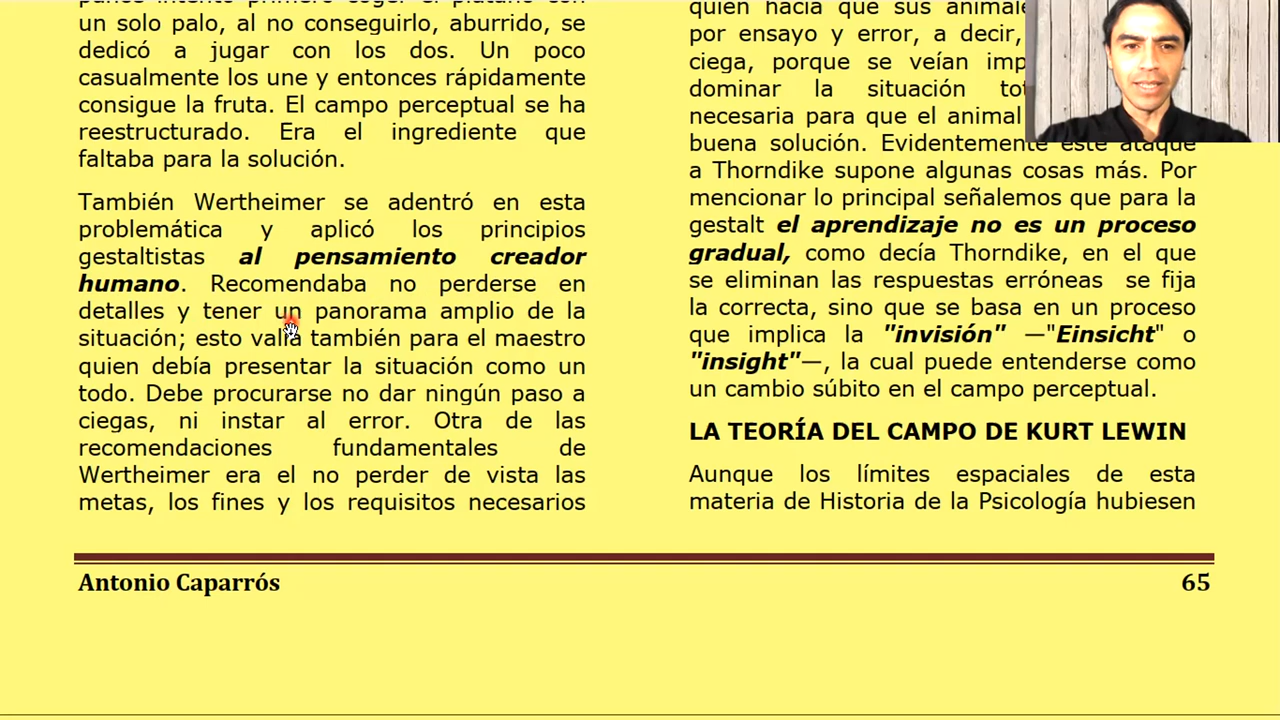 un solo palo, al no conseguirlo, aburrido, se
dedicó a jugar con los dos. Un poco
casualmente los une y entonces rápidamente
consigue la fruta. El campo perceptual se ha
reestructurado. Era el ingrediente que
faltaba para la solución.
También Wertheimer se adentró en esta
problemática y aplicó los principios
gestaltistas al pensamiento creador
humano. Recomendaba no perderse en
detalles y tener un panorama amplio de la
situación; esto valía también para el maestro
quien debía presentar la situación como un
todo. Debe procurarse no dar ningún paso a
ciegas, ni instar al error. Otra de las
recomendaciones fundamentales de
Wertheimer era el no perder de vista las
metas, los fines y los requisitos necesarios
quien hacía que sus
por ensayo y error, a decir,
ciega, porque se veían
dominar la situación
necesaria para que el animal
buena solución. Evidentemente este ataque
a Thorndike supone algunas cosas más. Por
mencionar lo principal señalemos que para la
gestalt el aprendizaje no es un proceso
gradual, como decía Thorndike, en el que
se eliminan las respuestas erróneas se fija
la correcta, sino que se basa en un proceso
que implica la "invisión" —"Einsicht" o
"insight"—, la cual puede entenderse como
un cambio súbito en el campo perceptual.
LA TEORÍA DEL CAMPO DE KURT LEWIN
Aunque los límites espaciales de esta
materia de Historia de la Psicología hubiesen
Antonio Caparrós
65